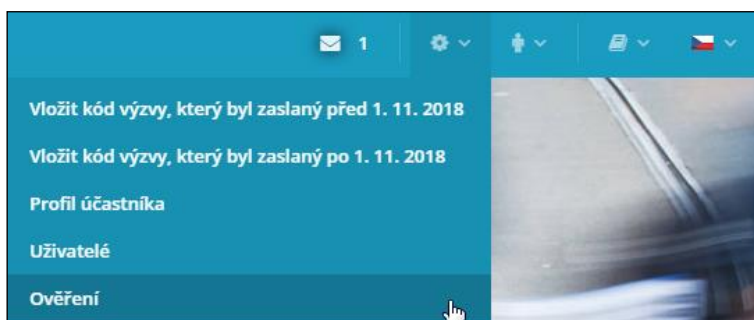 1
Vložit kód výzvy, který byl zaslaný před 1. 11. 2018
Vložit kód výzvy, který byl zaslaný po 1. 11. 2018
Profil účastníka
Uživatelé
Ověření